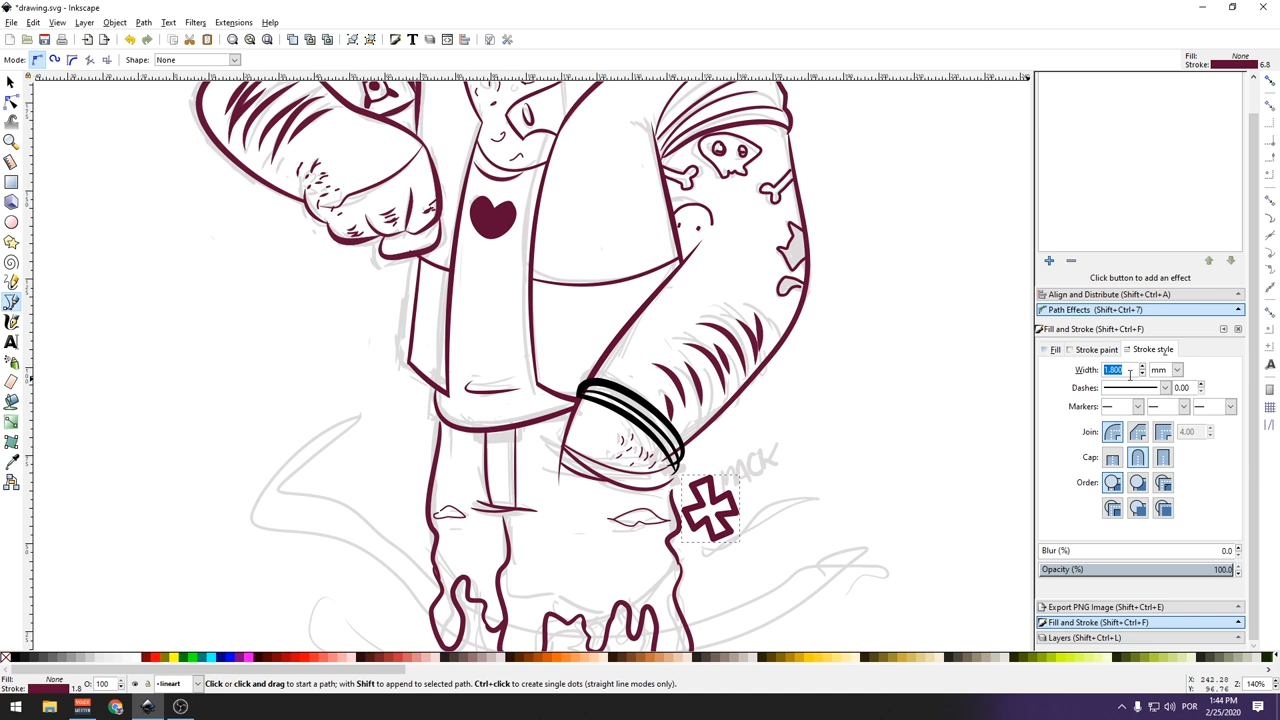 *drawing.svg - Inkscape
File Edit View Layer Object Path Text Filters Extensions Help
Mode: Shape: None
Fill: None
Stroke: 6.8
Click button to add an effect
Align and Distribute (Shift+Ctrl+A)
Path Effects (Shift+Ctrl+7)
Fill and Stroke (Shift+Ctrl+F)
Fill Stroke paint Stroke style
Width: 1.800 mm
Dashes: 0.00
Markers:
Join: 4.00
Cap:
Order:
Blur (%) 0.0
Opacity (%) 100.0
Export PNG Image (Shift+Ctrl+E)
Fill and Stroke (Shift+Ctrl+F)
Layers (Shift+Ctrl+L)
Fill: None
Stroke: 1.8 O: 100 •lineart Click or click and drag to start a path; with Shift to append to selected path. Ctrl+click to create single dots (straight line modes only). X: 242.28 Y: 96.76 Z: 140%
POR 1:44 PM
2/25/2020